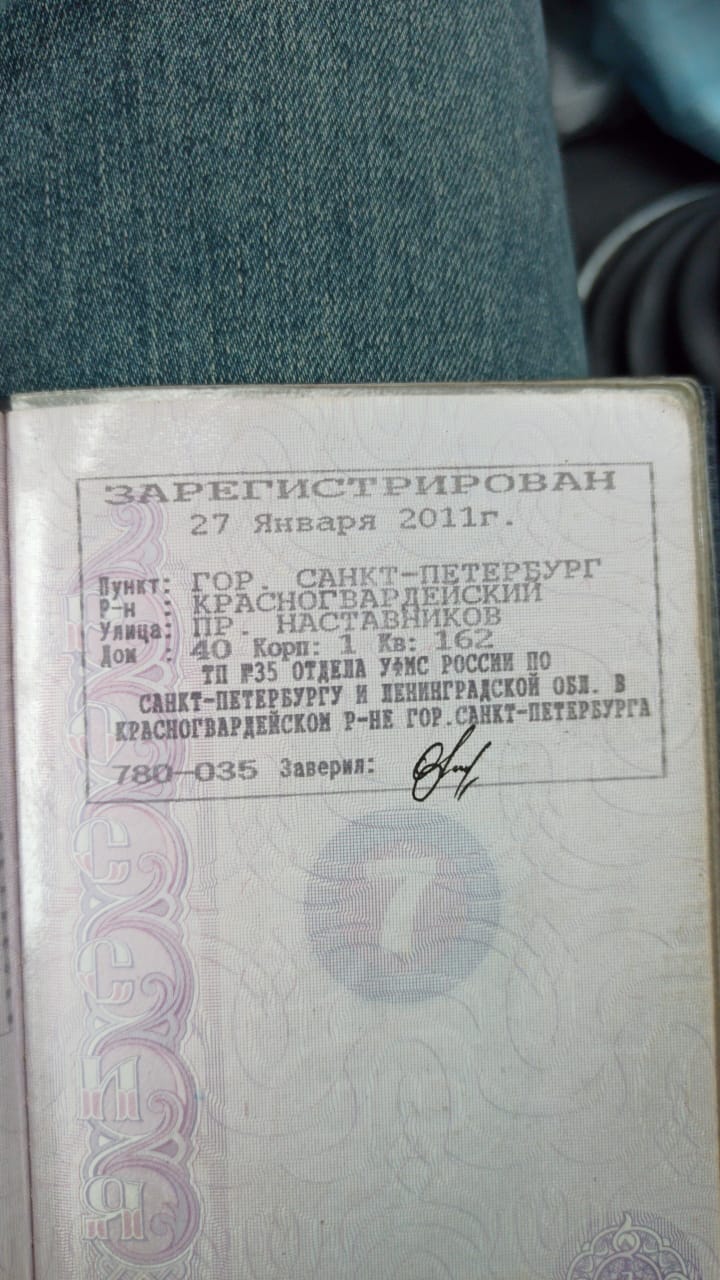 ЗАРЕГИСТРИРОВАН
27 Января 2011г.
Пункт: ГОР. САНКТ-ПЕТЕРБУРГ
Р-н : КРАСНОГВАРДЕЙСКИЙ
Улица: ПР. НАСТАВНИКОВ
Дом : 40 Корп: 1 Кв: 162
ТП №35 ОТДЕЛА УФМС РОССИИ ПО
САНКТ-ПЕТЕРБУРГУ И ЛЕНИНГРАДСКОЙ ОБЛ. В
КРАСНОГВАРДЕЙСКОМ Р-НЕ ГОР.САНКТ-ПЕТЕРБУРГА
780-035 Заверил:
7